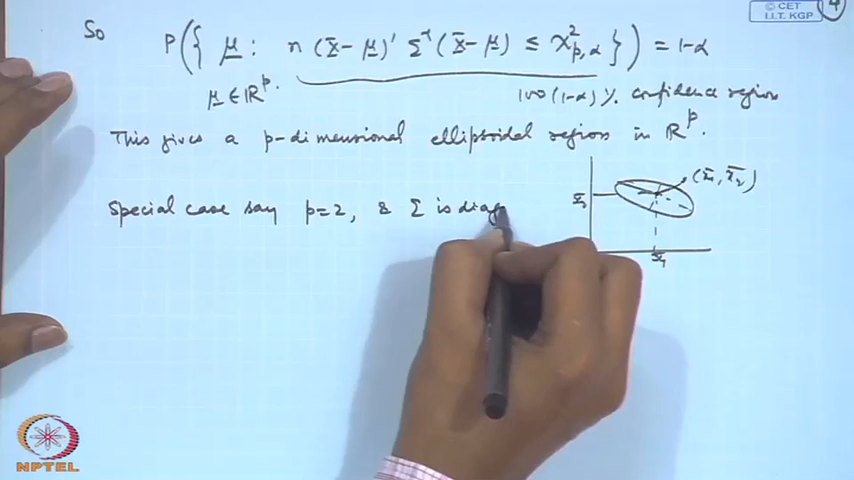 © CET
I.I.T. KGP
4
So P({ μ : n (x̄ - μ)' Σ⁻¹ (x̄ - μ) ≤ χ²p,α }) = 1-α
μ ∈ ℝᵖ. 100(1-α) % confidence region
This gives a p-dimensional ellipsoidal region in ℝᵖ.
(x̄₁, x̄₂)
x̄₂
Special case say p=2, & Σ is diag
x̄₁
NPTEL